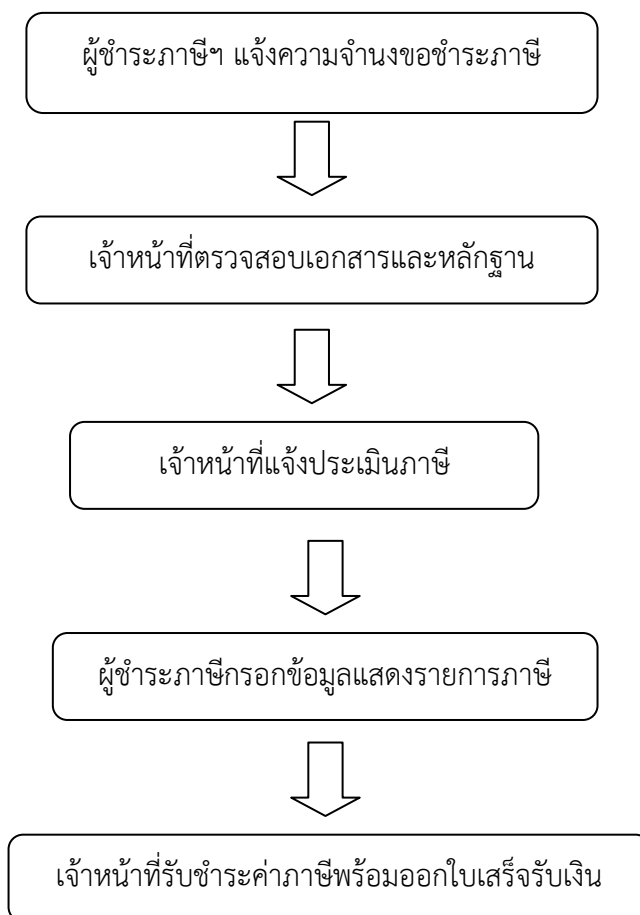 ผู้ชำระภาษีฯ แจ้งความจำนงขอชำระภาษี
เจ้าหน้าที่ตรวจสอบเอกสารและหลักฐาน
เจ้าหน้าที่แจ้งประเมินภาษี
ผู้ชำระภาษีกรอกข้อมูลแสดงรายการภาษี
เจ้าหน้าที่รับชำระค่าภาษีพร้อมออกใบเสร็จรับเงิน